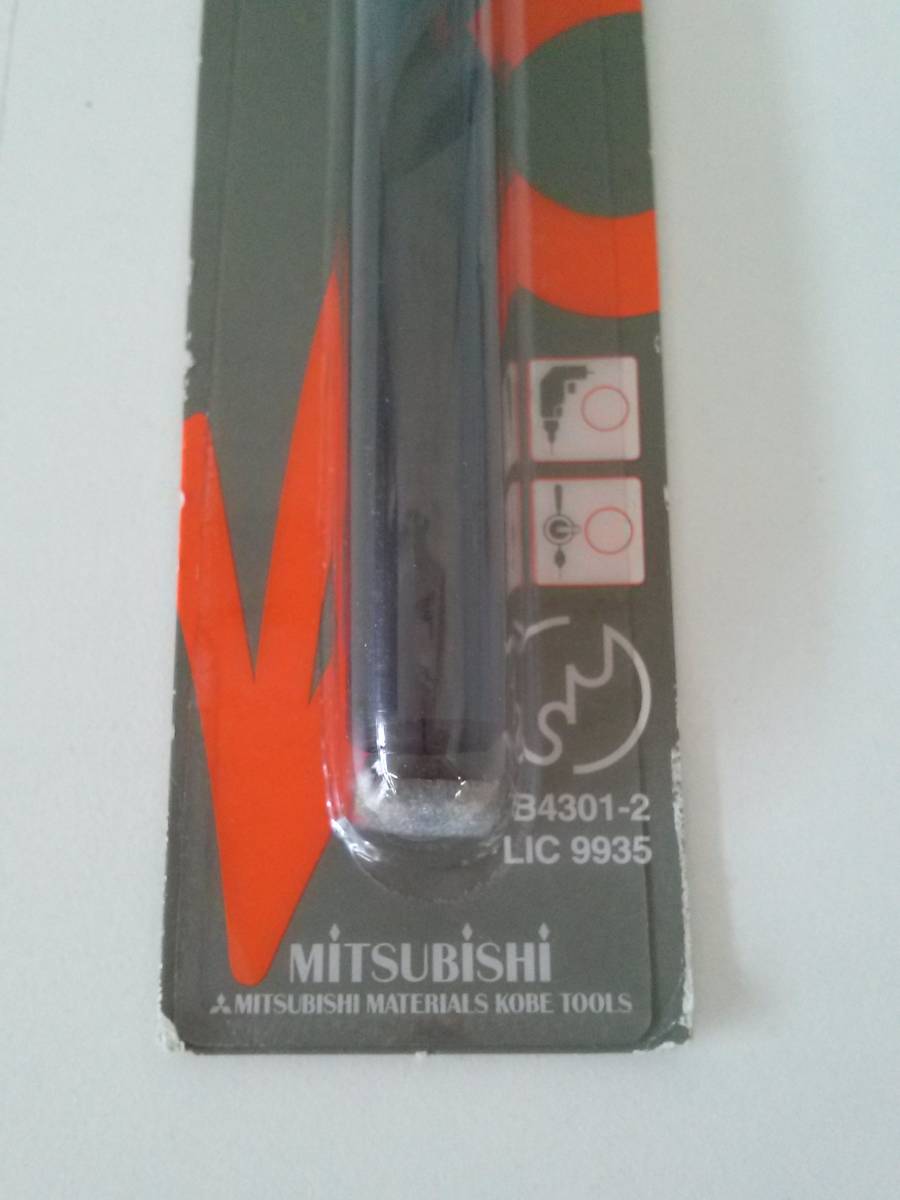 B4301-2
LIC 9935
MITSUBISHI
MITSUBISHI MATERIALS KOBE TOOLS